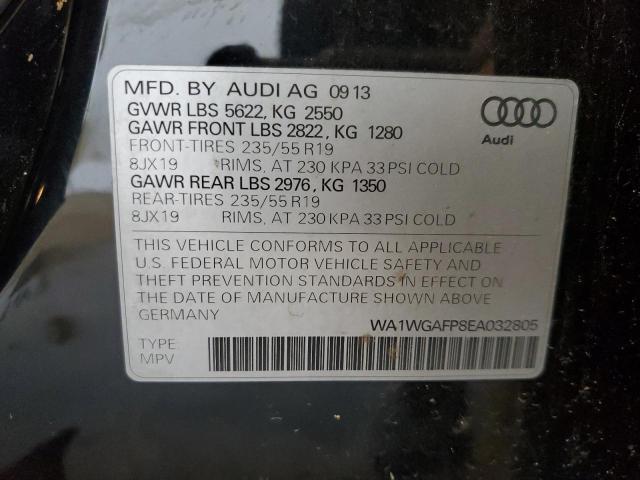 MFD. BY AUDI AG 0913
GVWR LBS 5622, KG 2550
GAWR FRONT LBS 2822, KG 1280
FRONT-TIRES 235/55 R19
8JX19 RIMS, AT 230 KPA 33 PSI COLD
GAWR REAR LBS 2976, KG 1350
REAR-TIRES 235/55 R19
8JX19 RIMS, AT 230 KPA 33 PSI COLD
Audi
THIS VEHICLE CONFORMS TO ALL APPLICABLE
U.S. FEDERAL MOTOR VEHICLE SAFETY AND
THEFT PREVENTION STANDARDS IN EFFECT ON
THE DATE OF MANUFACTURE SHOWN ABOVE
GERMANY
WA1WGAFP8EA032805
TYPE:
MPV